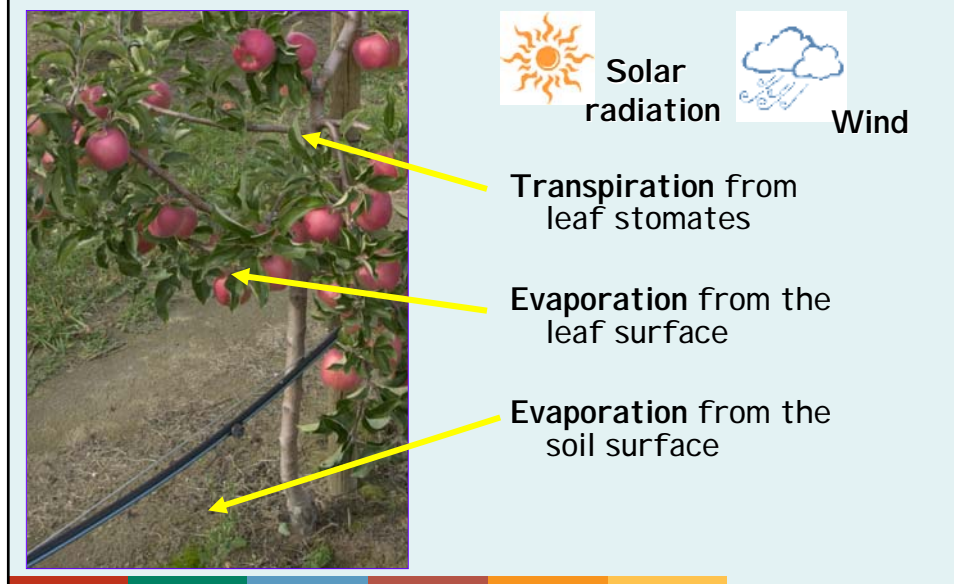 Solar
radiation
Wind
Transpiration from
leaf stomates
Evaporation from the
leaf surface
Evaporation from the
soil surface